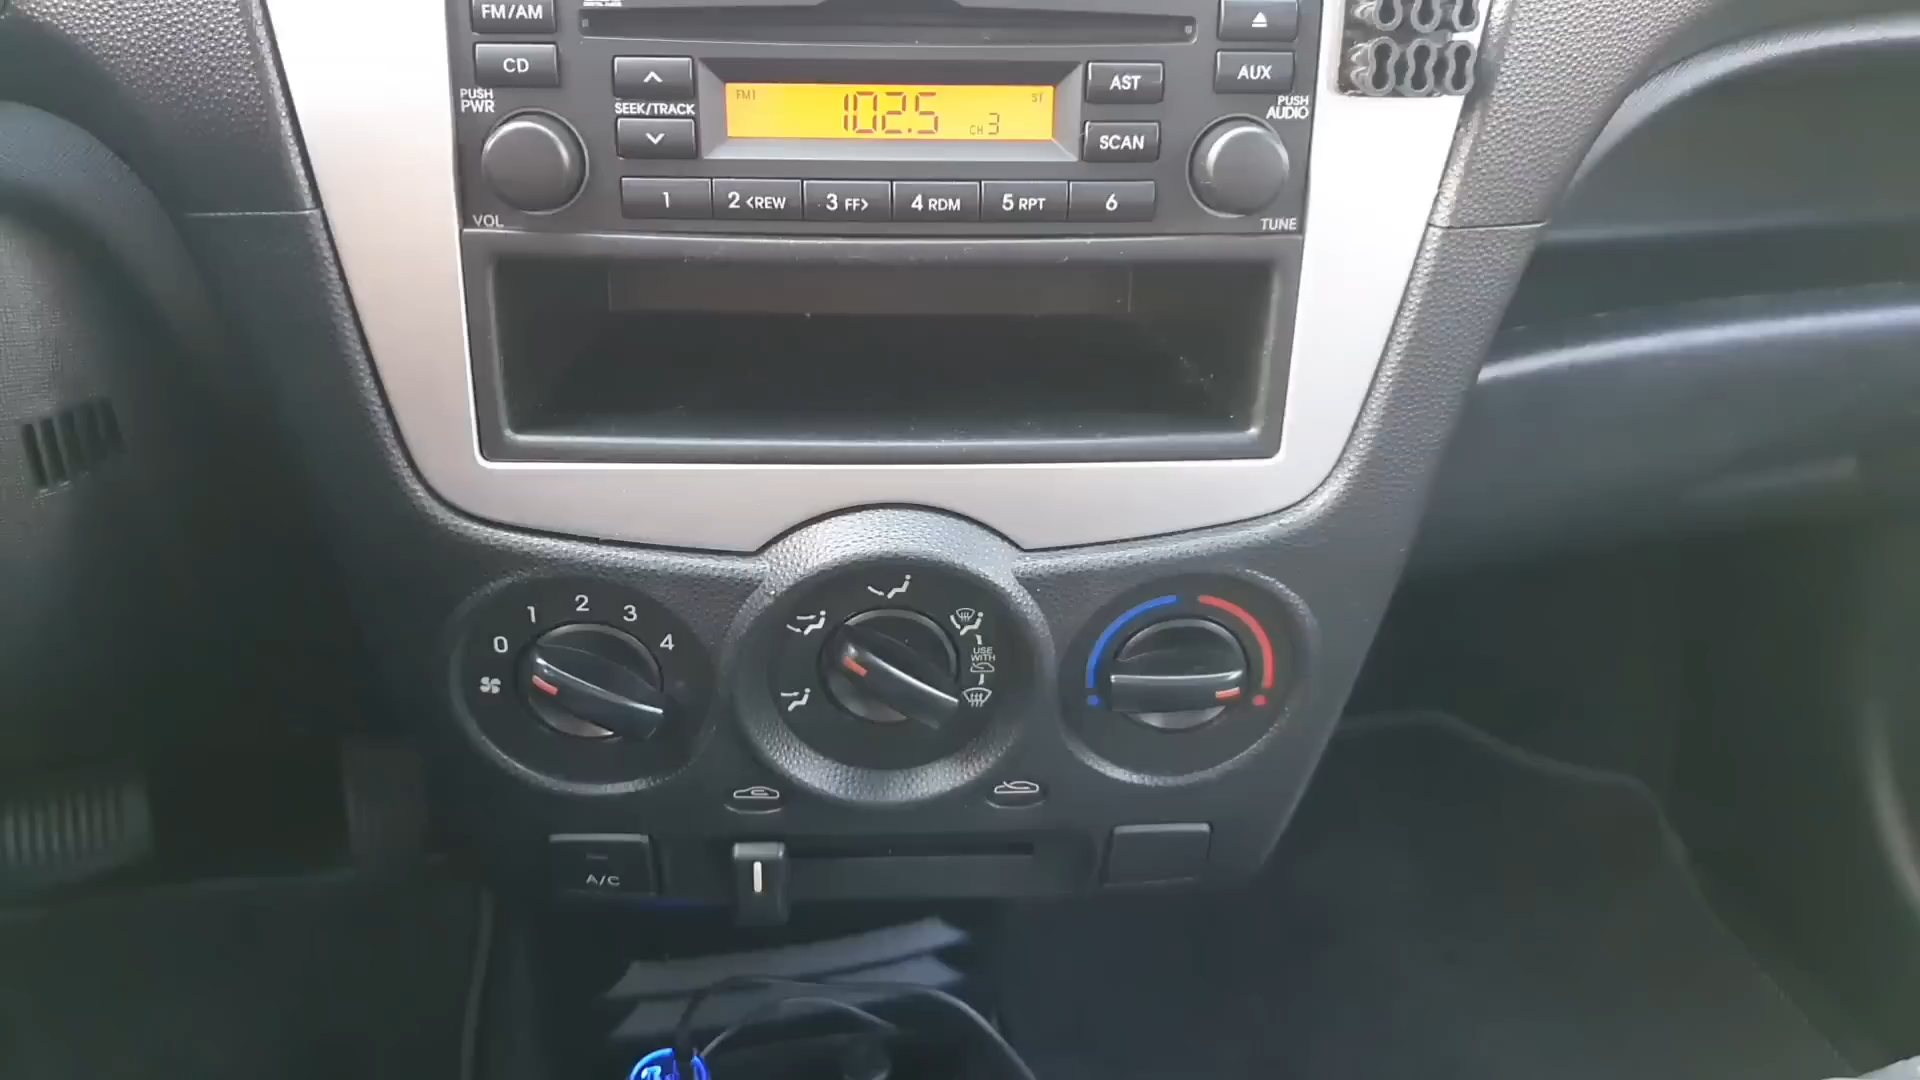 FM/AM
CD
PUSH
PWR
SEEK/TRACK
FM1
102.5
CH 3
ST
AST
SCAN
AUX
PUSH
AUDIO
VOL
1
2 <REW
3 FF>
4 RDM
5 RPT
6
TUNE
0
1
2
3
4
USE
WITH
A/C